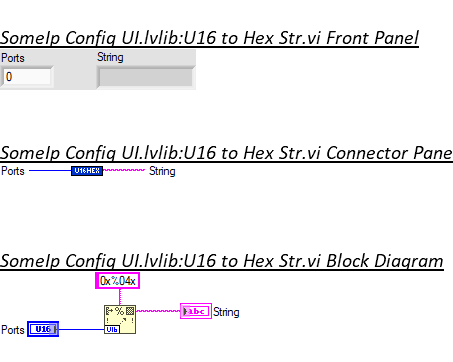 SomeIp Config UI.lvlib:U16 to Hex Str.vi Front Panel
Ports String
0
SomeIp Config UI.lvlib:U16 to Hex Str.vi Connector Pane
Ports U16HEX String
SomeIp Config UI.lvlib:U16 to Hex Str.vi Block Diagram
0x%04x
%
abc String
Ports U16 U16